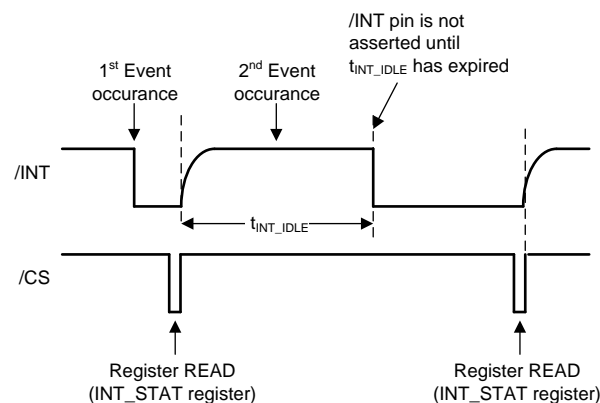 /INT pin is not
asserted until
tINT_IDLE has expired
1st Event
occurance
2nd Event
occurance
/INT
tINT_IDLE
/CS
Register READ
(INT_STAT register)
Register READ
(INT_STAT register)